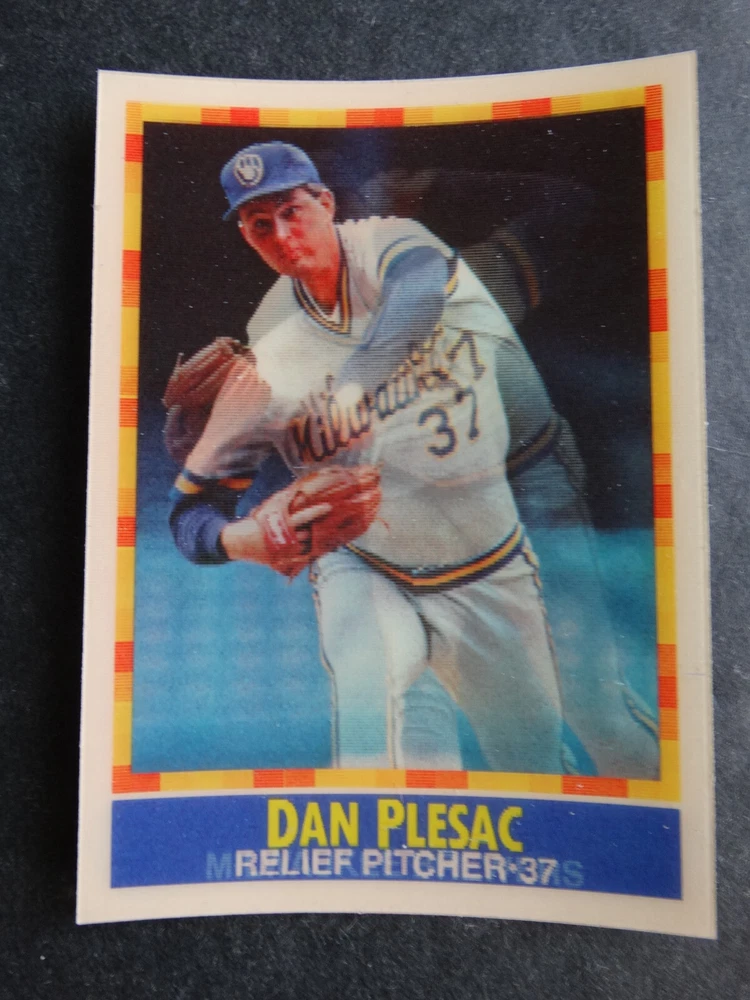 Milwaukee
37
DAN PLESAC
RELIEF PITCHER•37